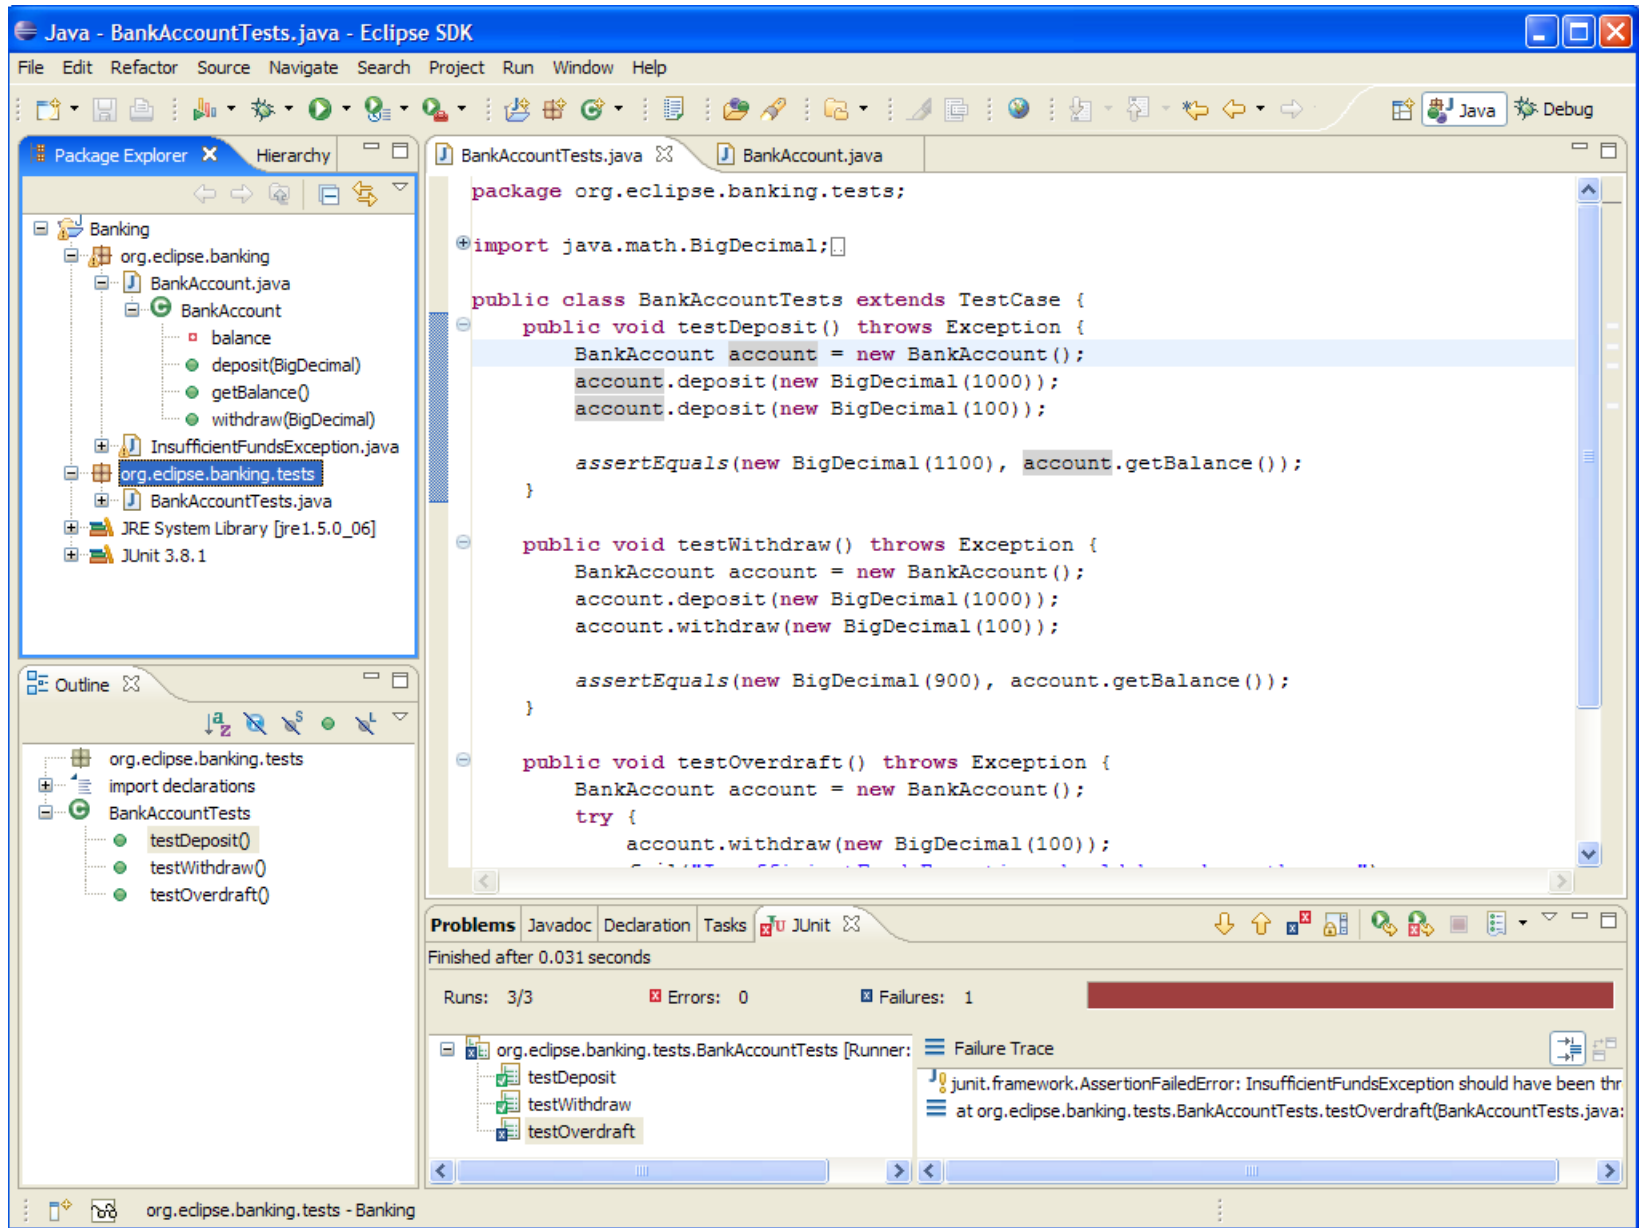 Java - BankAccountTests.java - Eclipse SDK
File Edit Refactor Source Navigate Search Project Run Window Help
Java Debug
Package Explorer Hierarchy
Banking
org.eclipse.banking
BankAccount.java
BankAccount
balance
deposit(BigDecimal)
getBalance()
withdraw(BigDecimal)
InsufficientFundsException.java
org.eclipse.banking.tests
BankAccountTests.java
JRE System Library [jre1.5.0_06]
JUnit 3.8.1
Outline
org.eclipse.banking.tests
import declarations
BankAccountTests
testDeposit()
testWithdraw()
testOverdraft()
BankAccountTests.java BankAccount.java
package org.eclipse.banking.tests;
import java.math.BigDecimal;
public class BankAccountTests extends TestCase {
public void testDeposit() throws Exception {
BankAccount account = new BankAccount();
account.deposit(new BigDecimal(1000));
account.deposit(new BigDecimal(100));
assertEquals(new BigDecimal(1100), account.getBalance());
}
public void testWithdraw() throws Exception {
BankAccount account = new BankAccount();
account.deposit(new BigDecimal(1000));
account.withdraw(new BigDecimal(100));
assertEquals(new BigDecimal(900), account.getBalance());
}
public void testOverdraft() throws Exception {
BankAccount account = new BankAccount();
try {
account.withdraw(new BigDecimal(100));
Problems Javadoc Declaration Tasks JUnit
Finished after 0.031 seconds
Runs: 3/3 Errors: 0 Failures: 1
org.eclipse.banking.tests.BankAccountTests [Runner:
testDeposit
testWithdraw
testOverdraft
Failure Trace
junit.framework.AssertionFailedError: InsufficientFundsException should have been thr
at org.eclipse.banking.tests.BankAccountTests.testOverdraft(BankAccountTests.java:
org.eclipse.banking.tests - Banking